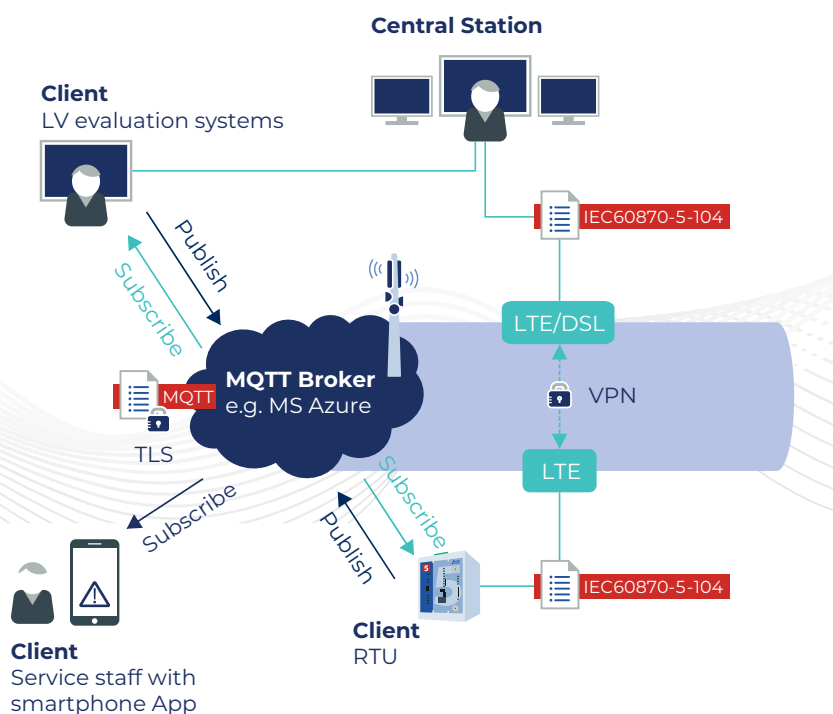 Central Station
Client
LV evaluation systems
IEC60870-5-104
Publish
Subscribe
LTE/DSL
MQTT Broker
e.g. MS Azure
MQTT
VPN
TLS
LTE
Subscribe
Subscribe
Publish
IEC60870-5-104
Client
RTU
Client
Service staff with
smartphone App